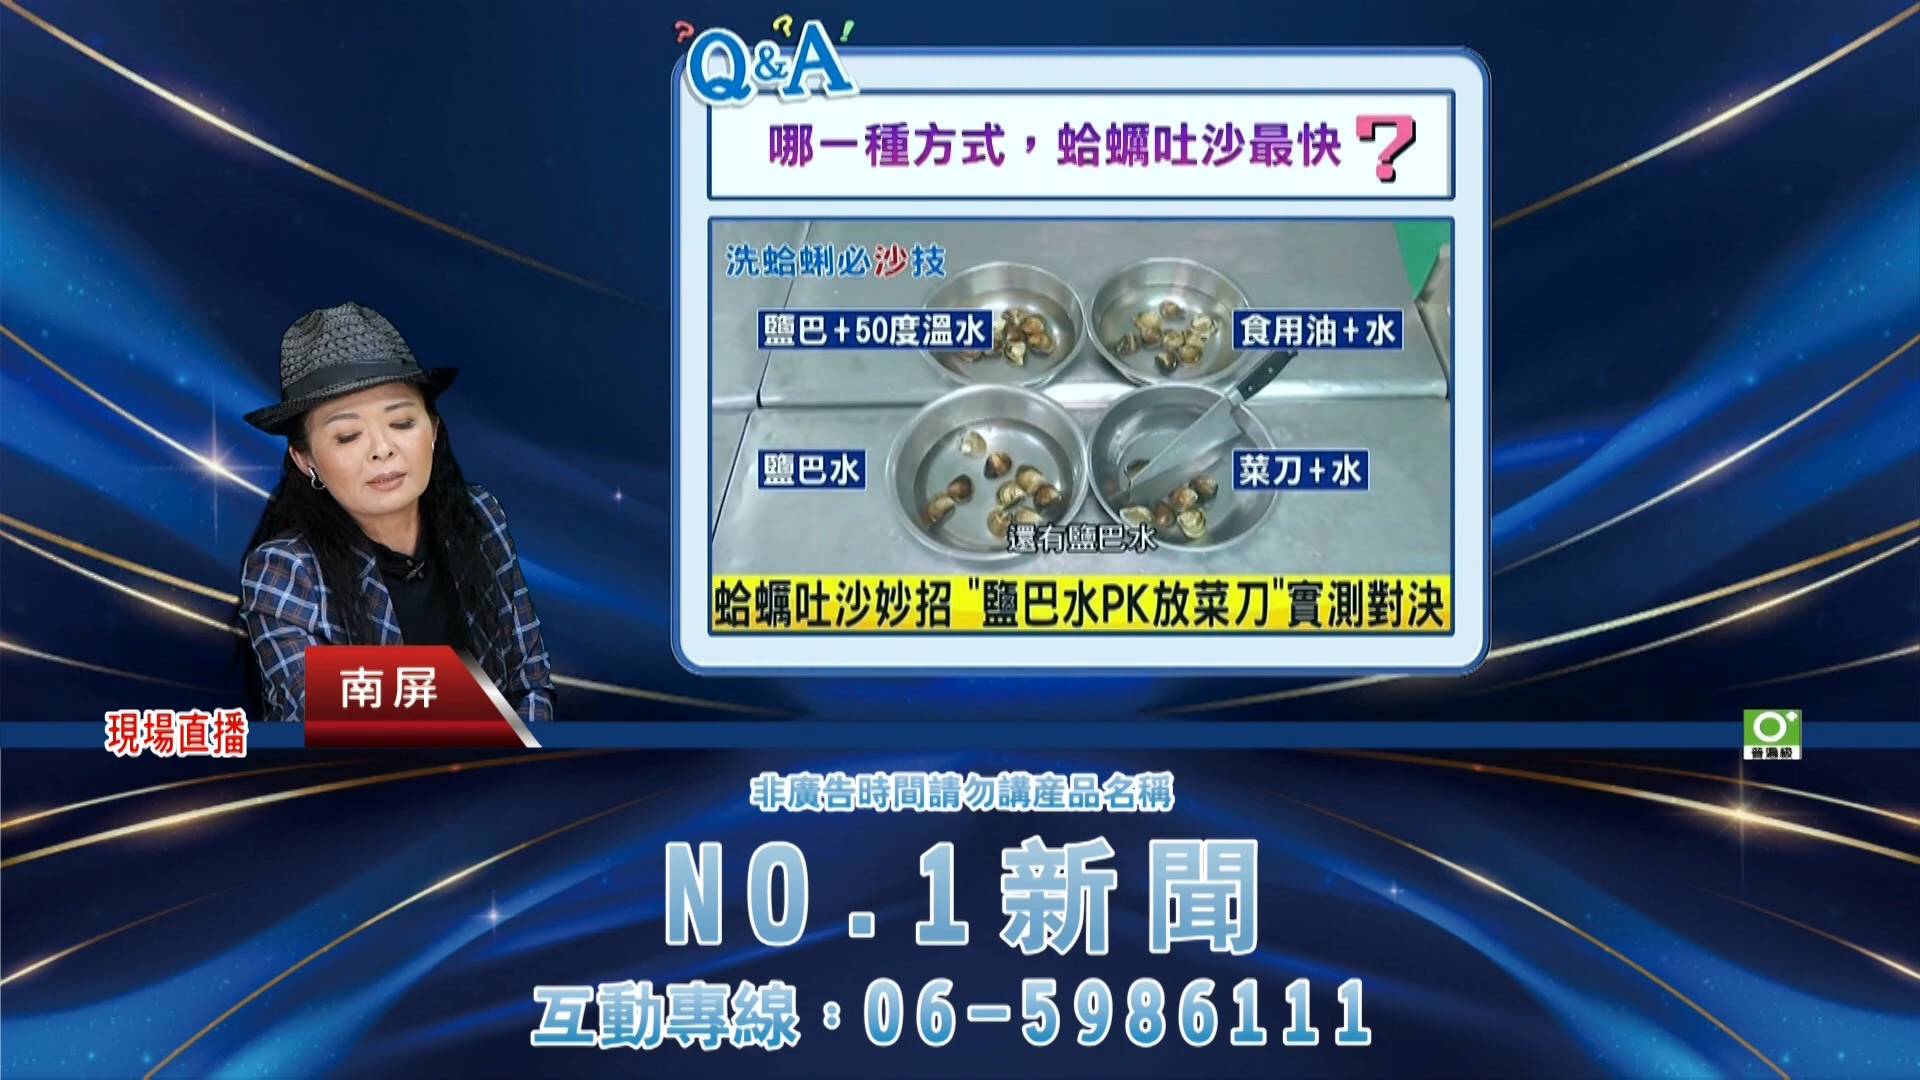 Q&A
哪一種方式，蛤蠣吐沙最快?
洗蛤蜊必沙技
鹽巴+50度溫水
食用油+水
鹽巴水
菜刀+水
還有鹽巴水
蛤蠣吐沙妙招 "鹽巴水PK放菜刀"實測對決
南屏
現場直播
普遍級
非廣告時間請勿講產品名稱
NO.1新聞
互動專線：06-5986111